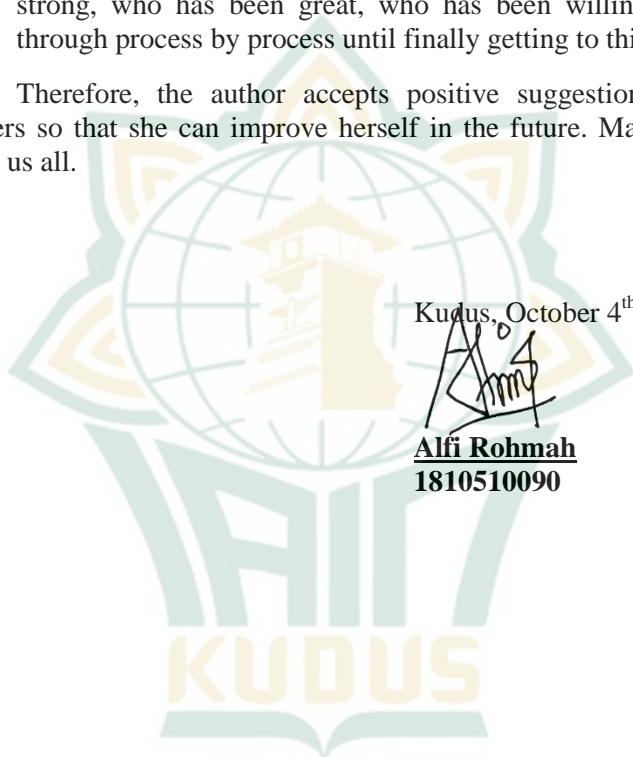 strong, who has been great, who has been willin
through process by process until finally getting to thi
Therefore, the author accepts positive suggestion
ers so that she can improve herself in the future. Ma
us all.
Kudus, October 4th
Alfi Rohmah
1810510090
IAIN
KUDUS